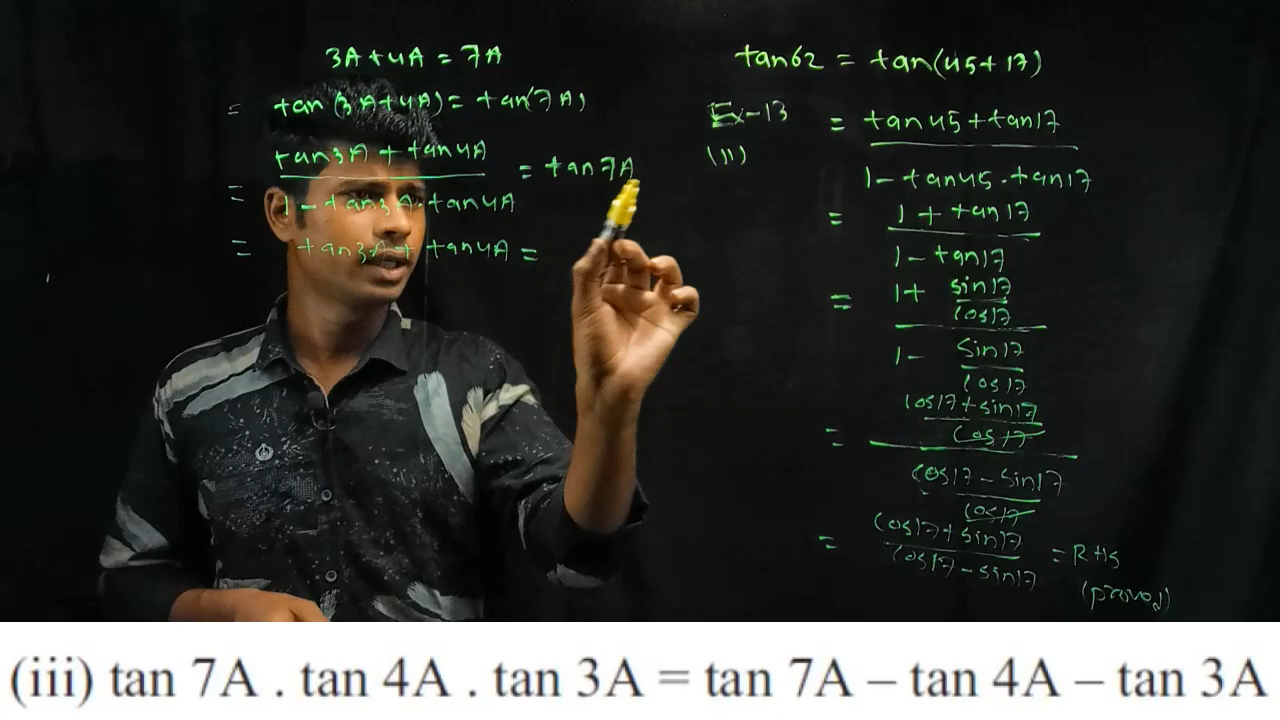 3A + 4A = 7A
= tan (3A+4A) = tan(7A)
= tan3A + tan4A / 1 - tan3A · tan4A = tan7A
= tan3A + tan4A =
tan62 = tan(45+17)
Ex-13
(11)
= tan45 + tan17 / 1 - tan45 · tan17
= 1 + tan17 / 1 - tan17
= 1 + sin17/cos17 / 1 - sin17/cos17
= cos17+sin17/cos17 / cos17-sin17/cos17
= cos17+sin17 / cos17-sin17 = RHS
(proved)
(iii) tan 7A . tan 4A . tan 3A = tan 7A – tan 4A – tan 3A